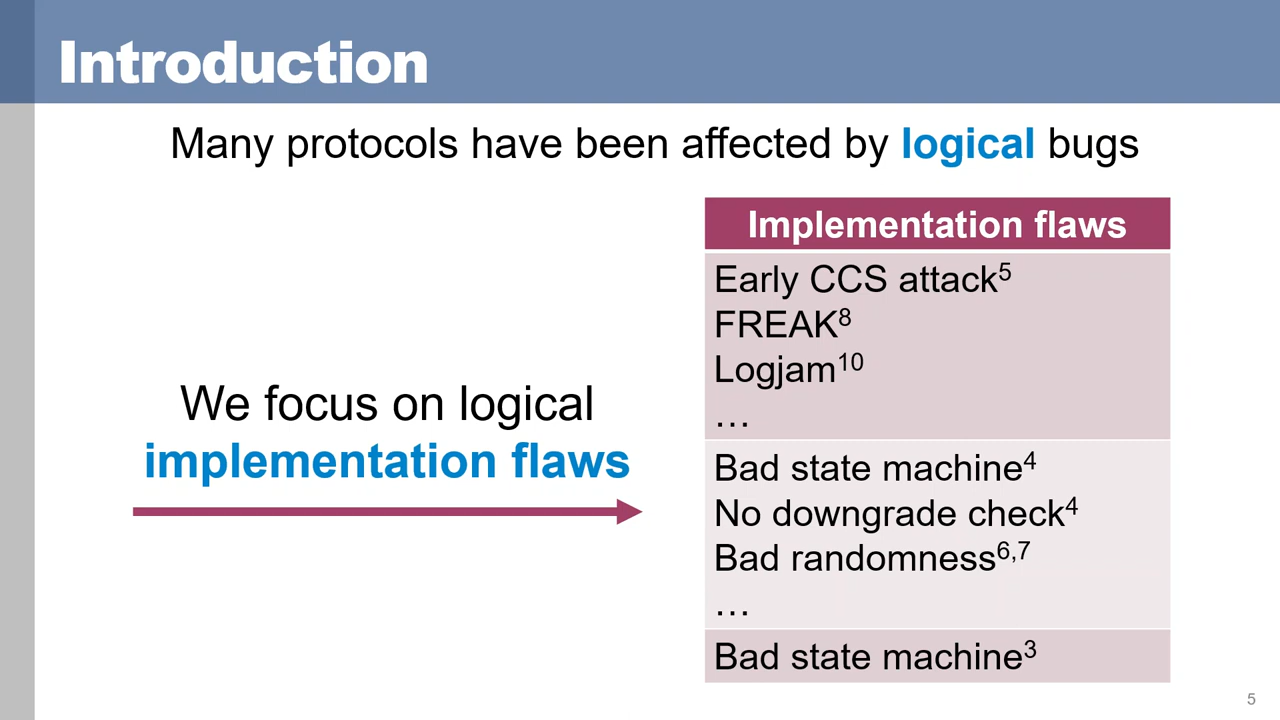 Introduction
Many protocols have been affected by logical bugs
We focus on logical
implementation flaws
Implementation flaws
Early CCS attack⁵
FREAK⁸
Logjam¹⁰
…
Bad state machine⁴
No downgrade check⁴
Bad randomness⁶,⁷
…
Bad state machine³
5